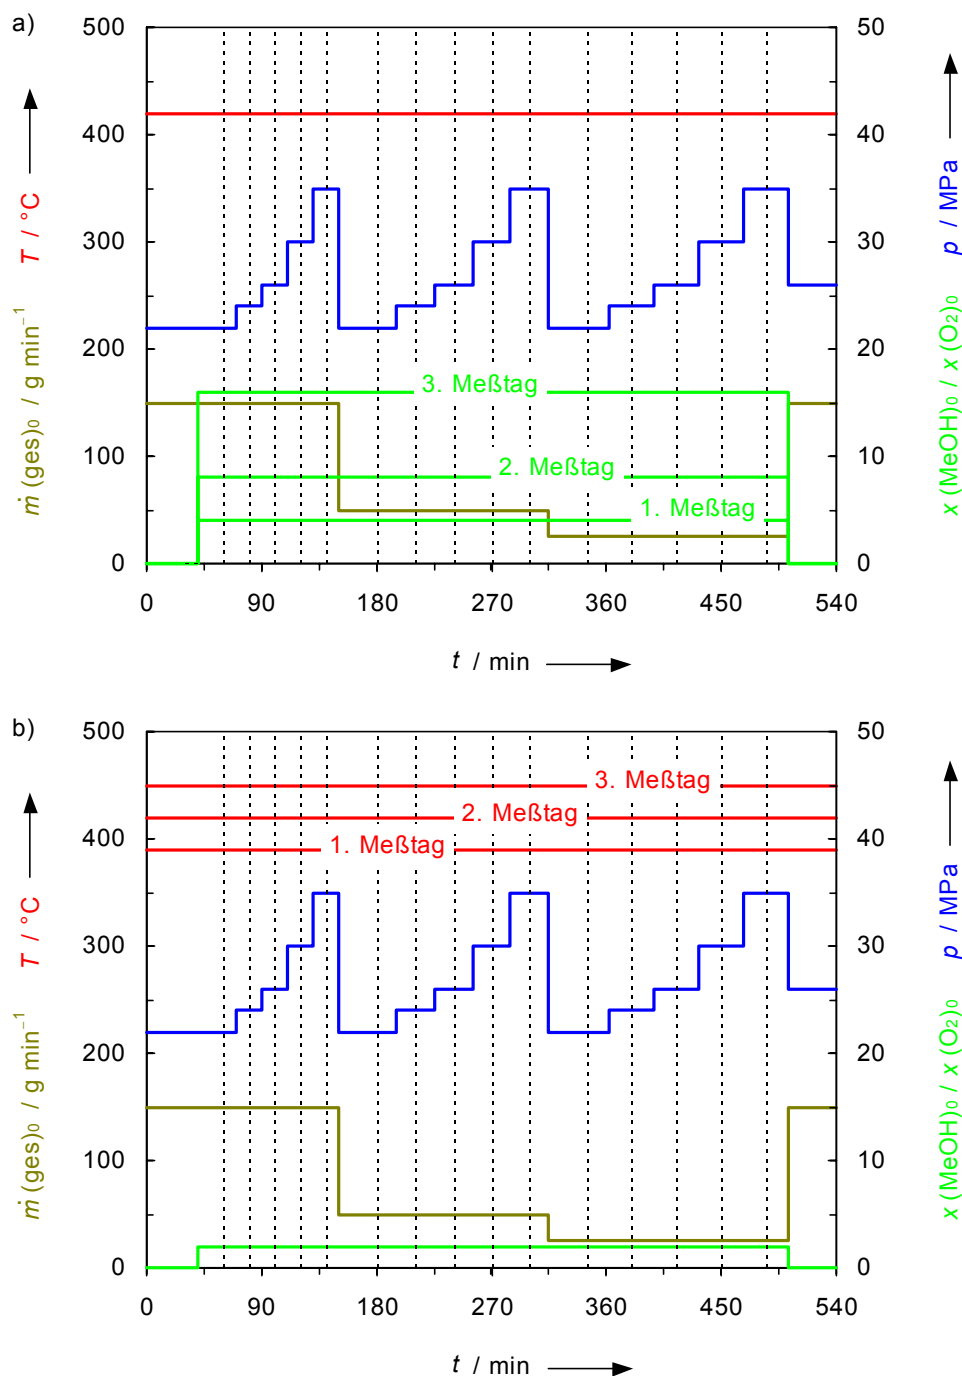 a)
500
400
300
200
100
0
T / °C
ṁ (ges)₀ / g min⁻¹
50
40
30
20
10
0
p / MPa
x (MeOH)₀ / x (O₂)₀
3. Meßtag
2. Meßtag
1. Meßtag
0 90 180 270 360 450 540
t / min
b)
500
400
300
200
100
0
T / °C
ṁ (ges)₀ / g min⁻¹
50
40
30
20
10
0
p / MPa
x (MeOH)₀ / x (O₂)₀
3. Meßtag
2. Meßtag
1. Meßtag
0 90 180 270 360 450 540
t / min